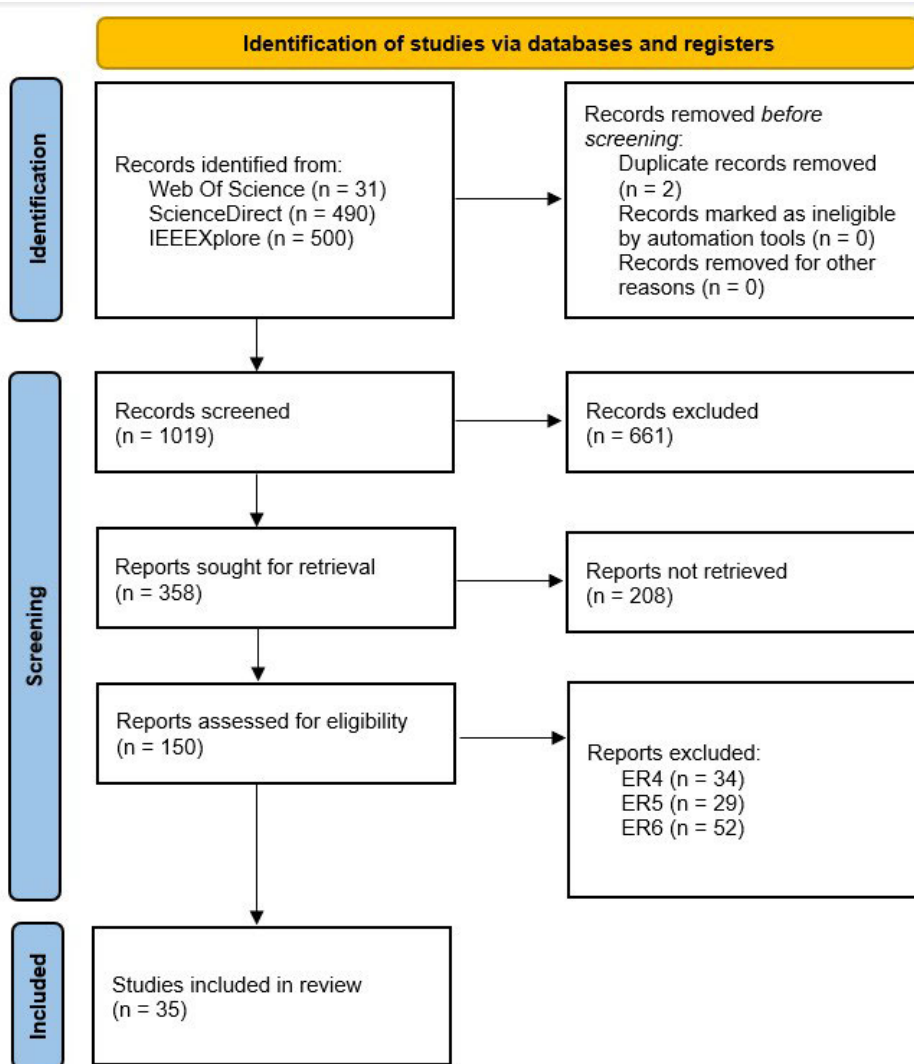 Identification of studies via databases and registers
Identification
Records identified from:
Web Of Science (n = 31)
ScienceDirect (n = 490)
IEEEXplore (n = 500)
Records removed before
screening:
Duplicate records removed
(n = 2)
Records marked as ineligible
by automation tools (n = 0)
Records removed for other
reasons (n = 0)
Screening
Records screened
(n = 1019)
Records excluded
(n = 661)
Reports sought for retrieval
(n = 358)
Reports not retrieved
(n = 208)
Reports assessed for eligibility
(n = 150)
Reports excluded:
ER4 (n = 34)
ER5 (n = 29)
ER6 (n = 52)
Included
Studies included in review
(n = 35)